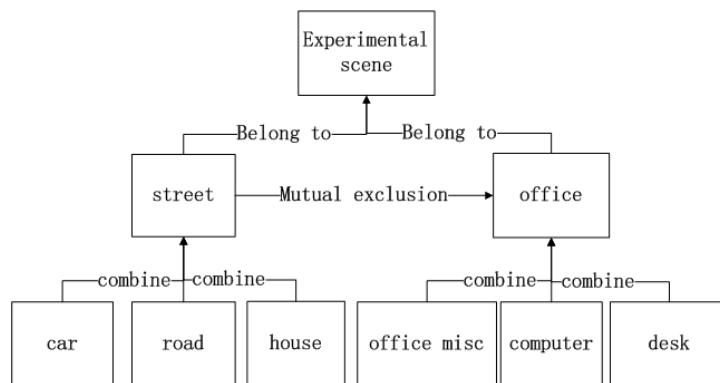 Experimental
scene
Belong to
Belong to
street
Mutual exclusion
office
combine
combine
combine
combine
car
road
house
office misc
computer
desk